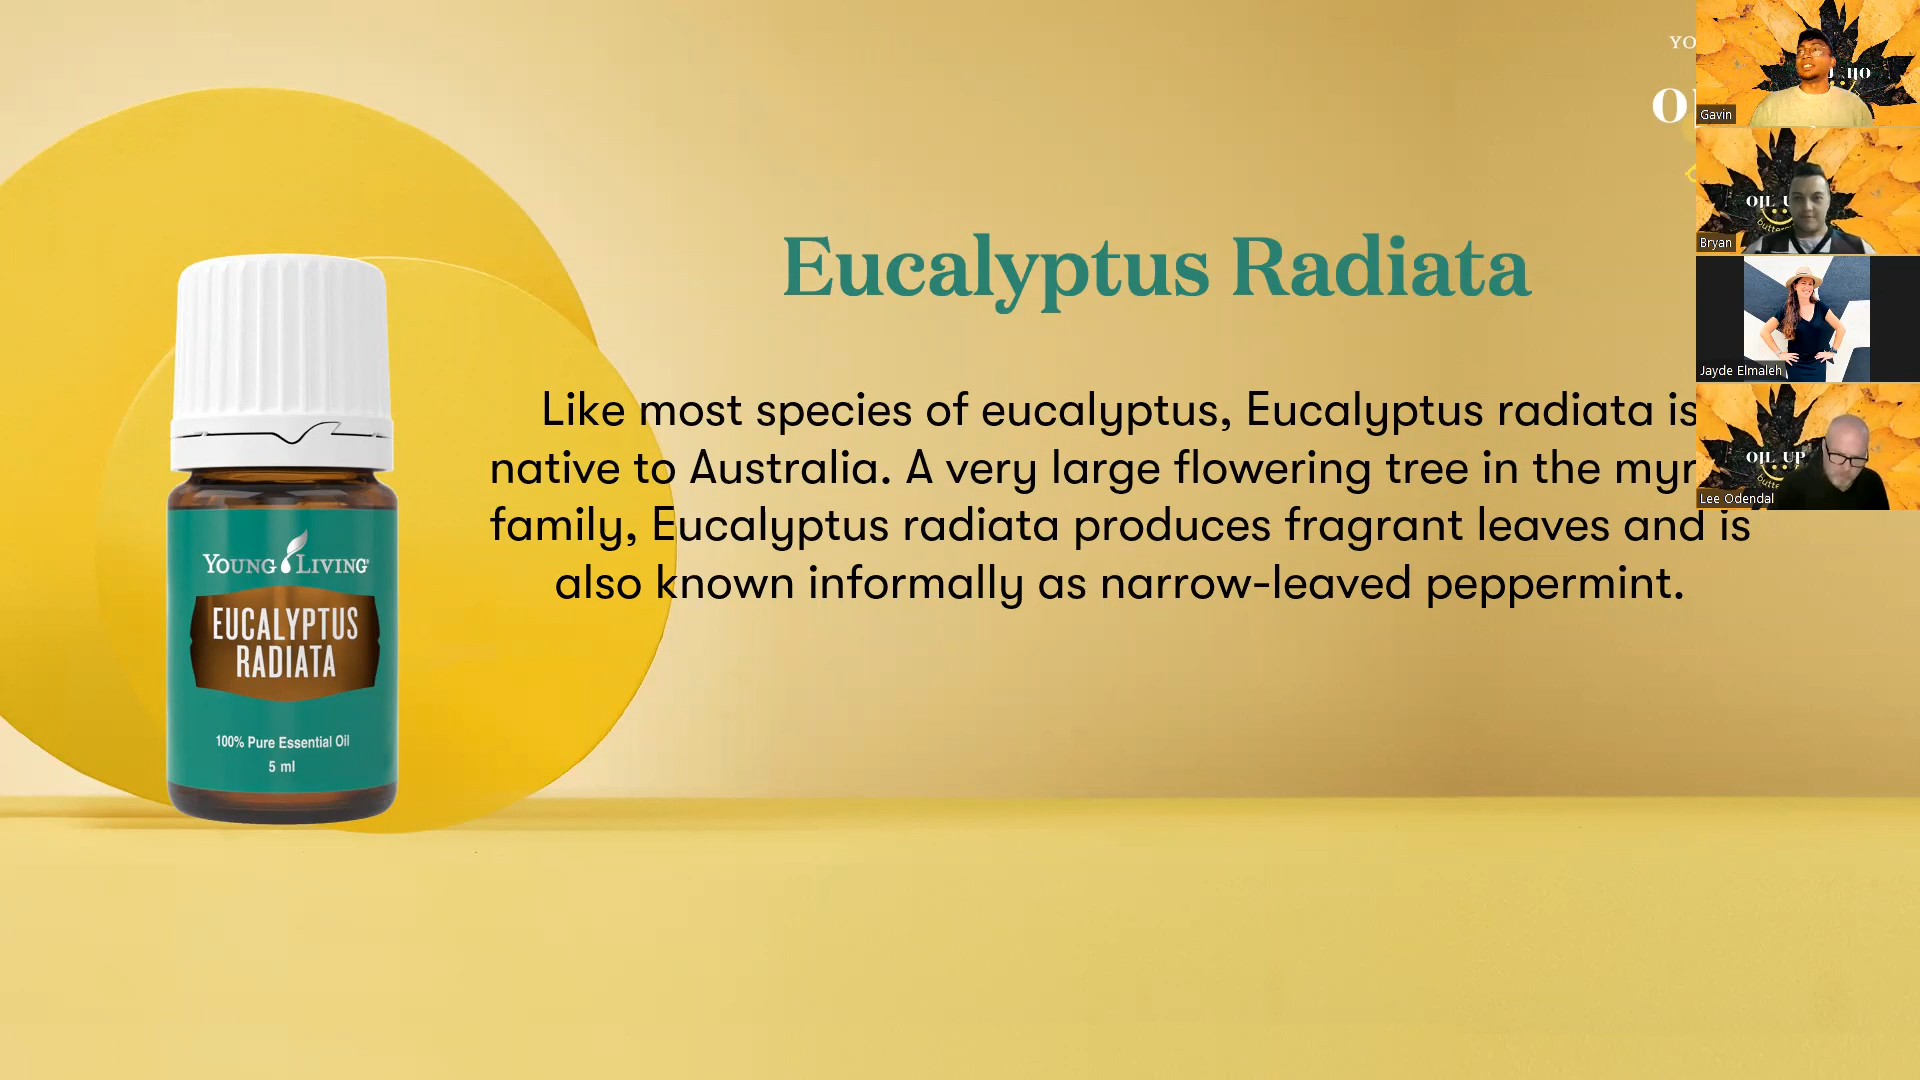 Eucalyptus Radiata
Like most species of eucalyptus, Eucalyptus radiata is
native to Australia. A very large flowering tree in the
family, Eucalyptus radiata produces fragrant leaves and is
also known informally as narrow-leaved peppermint.
YOUNG LIVING
EUCALYPTUS
RADIATA
100% Pure Essential Oil
5 ml
Gavin
OIL
Bryan
Jayde Elmaleh
OIL UP
Lee Odendal